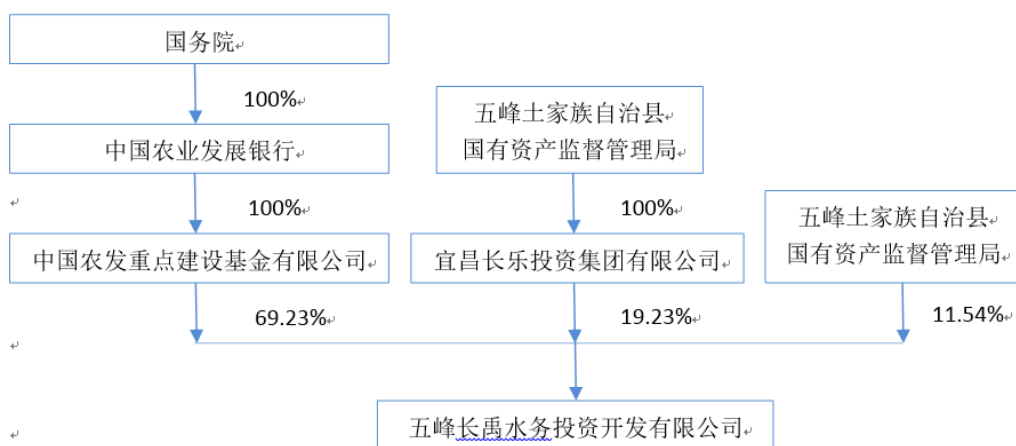 国务院
100%
中国农业发展银行
100%
中国农发重点建设基金有限公司
69.23%
五峰土家族自治县
国有资产监督管理局
100%
宜昌长乐投资集团有限公司
19.23%
五峰土家族自治县
国有资产监督管理局
11.54%
五峰长禹水务投资开发有限公司